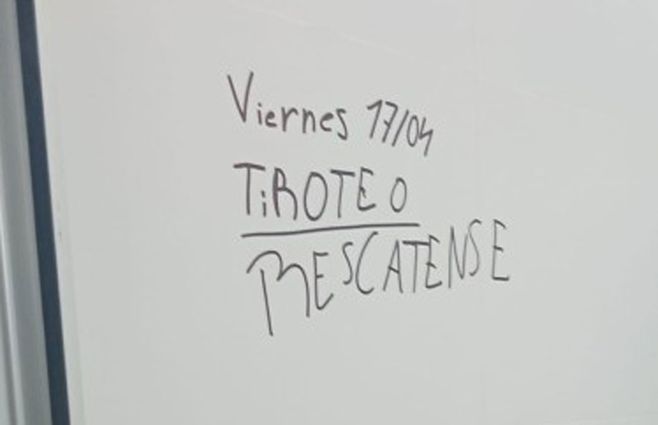 Viernes 17/04
TiROTEO
RESCATENSE